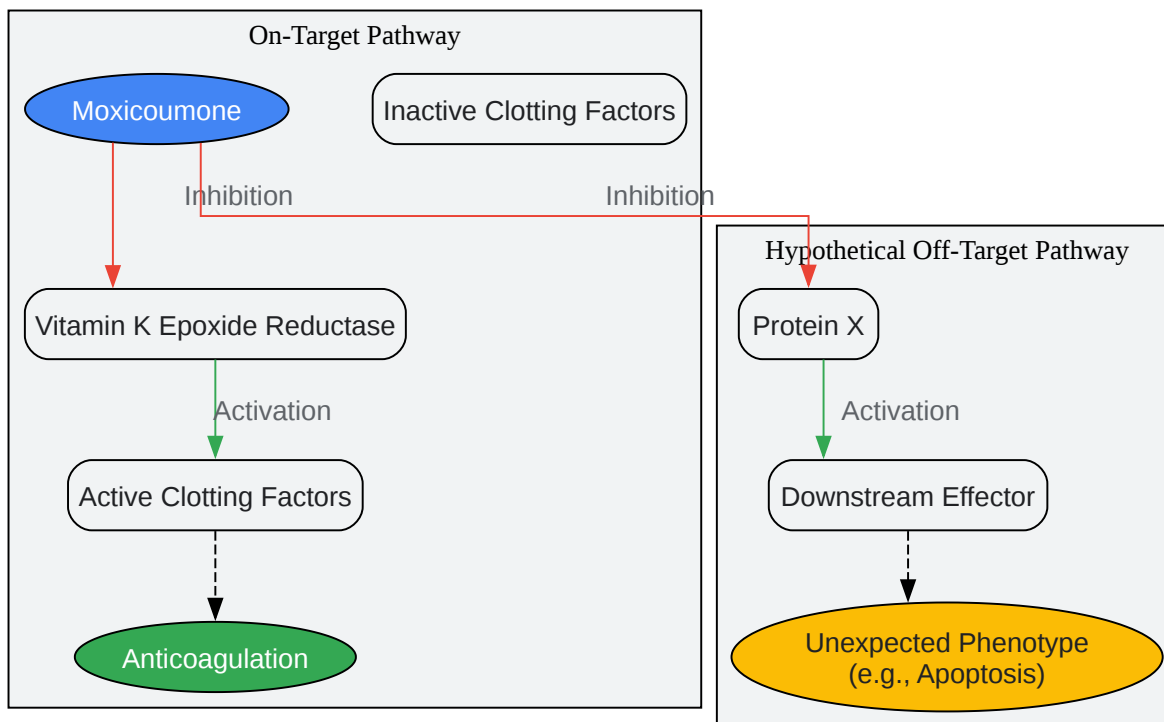 On-Target Pathway
Moxicoumone
Inactive Clotting Factors
Inhibition
Inhibition
Hypothetical Off-Target Pathway
Vitamin K Epoxide Reductase
Protein X
Activation
Activation
Active Clotting Factors
Downstream Effector
Anticoagulation
Unexpected Phenotype
(e.g., Apoptosis)